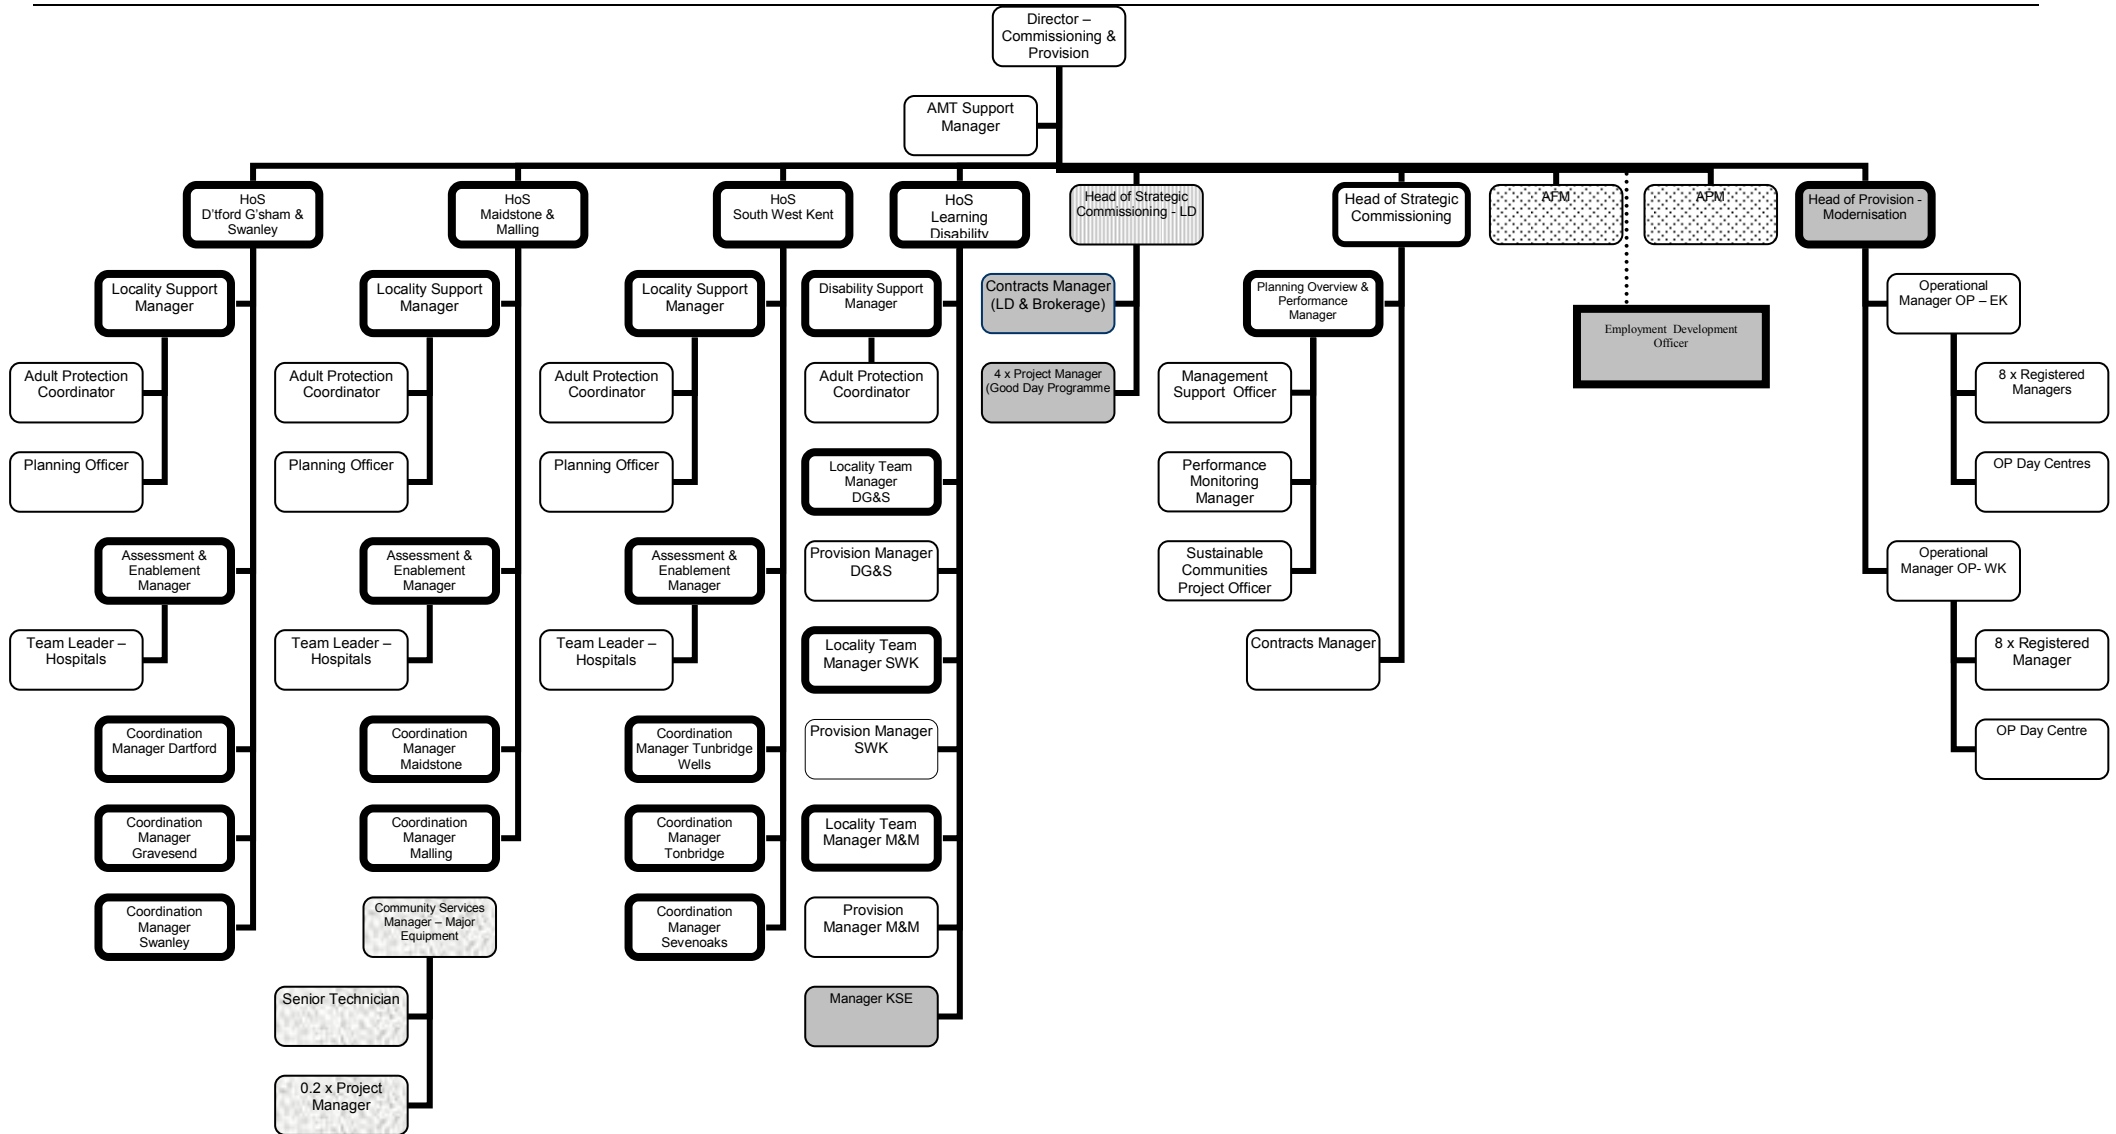 Director –
Commissioning &
Provision
AMT Support
Manager
HoS
D'tford G'sham &
Swanley
HoS
Maidstone &
Malling
HoS
South West Kent
HoS
Learning
Disability
Head of Strategic
Commissioning - LD
Head of Strategic
Commissioning
AFM
APM
Head of Provision -
Modernisation
Locality Support
Manager
Locality Support
Manager
Locality Support
Manager
Disability Support
Manager
Contracts Manager
(LD & Brokerage)
Planning Overview &
Performance
Manager
Employment Development
Officer
Operational
Manager OP – EK
Adult Protection
Coordinator
Adult Protection
Coordinator
Adult Protection
Coordinator
Adult Protection
Coordinator
4 x Project Manager
(Good Day Programme
Management
Support Officer
8 x Registered
Managers
Planning Officer
Planning Officer
Planning Officer
Locality Team
Manager
DG&S
Performance
Monitoring
Manager
OP Day Centres
Assessment &
Enablement
Manager
Assessment &
Enablement
Manager
Assessment &
Enablement
Manager
Provision Manager
DG&S
Sustainable
Communities
Project Officer
Operational
Manager OP- WK
Team Leader –
Hospitals
Team Leader –
Hospitals
Team Leader –
Hospitals
Locality Team
Manager SWK
Contracts Manager
8 x Registered
Manager
Coordination
Manager Dartford
Coordination
Manager
Maidstone
Coordination
Manager Tunbridge
Wells
Provision Manager
SWK
OP Day Centre
Coordination
Manager
Gravesend
Coordination
Manager
Malling
Coordination
Manager
Tonbridge
Locality Team
Manager M&M
Coordination
Manager
Swanley
Community Services
Manager – Major
Equipment
Coordination
Manager
Sevenoaks
Provision
Manager M&M
Senior Technician
Manager KSE
0.2 x Project
Manager